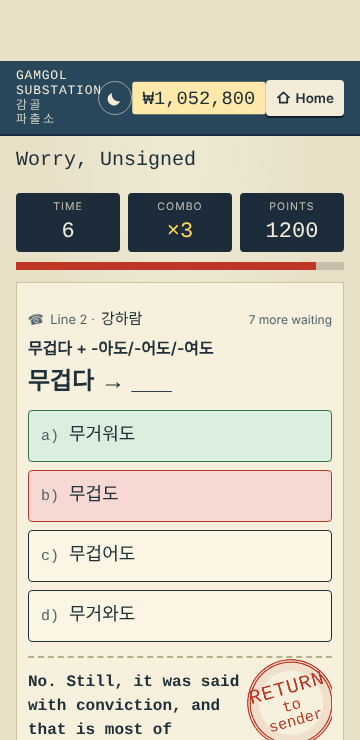 GAMGOL
SUBSTATION
감골
파출소
₩1,052,800
Home
Worry, Unsigned
TIME
6
COMBO
×3
POINTS
1200
☎ Line 2 · 강하람
7 more waiting
무겁다 + -아도/-어도/-여도
무겁다 → ___
a) 무거워도
b) 무겁도
c) 무겁어도
d) 무거와도
No. Still, it was said
with conviction, and
that is most of
RETURN
to
sender